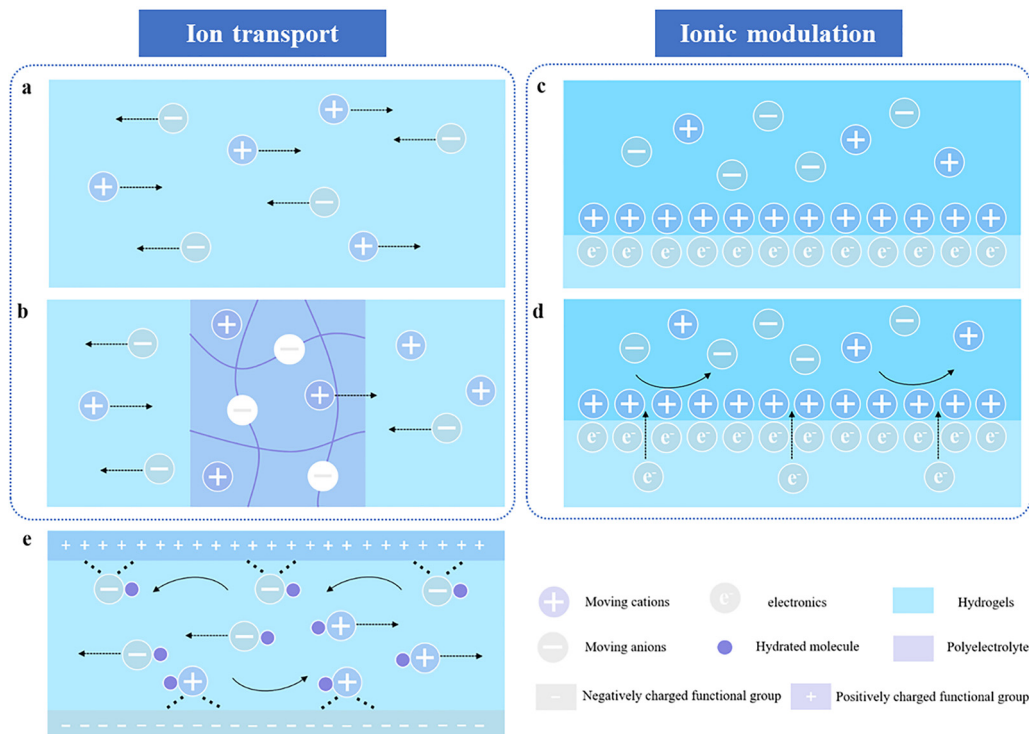 Ion transport
Ionic modulation
a
c
b
d
e
e⁻ e⁻ e⁻ e⁻ e⁻ e⁻ e⁻ e⁻ e⁻ e⁻ e⁻ e⁻
e⁻ e⁻ e⁻ e⁻ e⁻ e⁻ e⁻ e⁻ e⁻ e⁻ e⁻ e⁻
e⁻ e⁻ e⁻
+ Moving cations
e⁻ electronics
Hydrogels
− Moving anions
Hydrated molecule
Polyelectrolyte
− Negatively charged functional group
+ Positively charged functional group